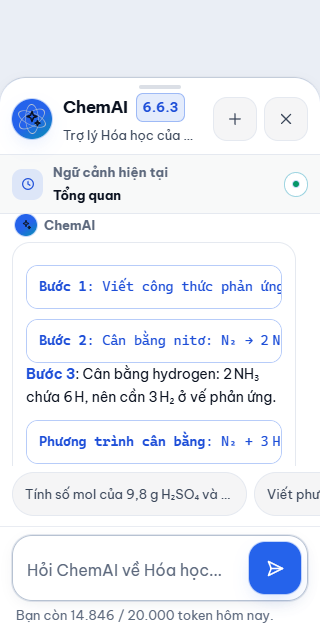 ChemAI 6.6.3
Trợ lý Hóa học của ...
Ngữ cảnh hiện tại
Tổng quan
ChemAI
Bước 1: Viết công thức phản ứng
Bước 2: Cân bằng nitơ: N₂ → 2 N
Bước 3: Cân bằng hydrogen: 2 NH₃
chứa 6 H, nên cần 3 H₂ ở vế phản ứng.
Phương trình cân bằng: N₂ + 3 H
Tính số mol của 9,8 g H₂SO₄ và ...
Viết phư
Hỏi ChemAI về Hóa học...
Bạn còn 14.846 / 20.000 token hôm nay.